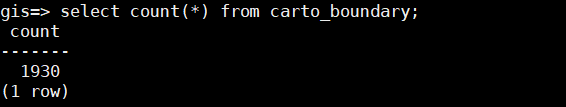 gis=> select count(*) from carto_boundary;
 count
-------
  1930
(1 row)